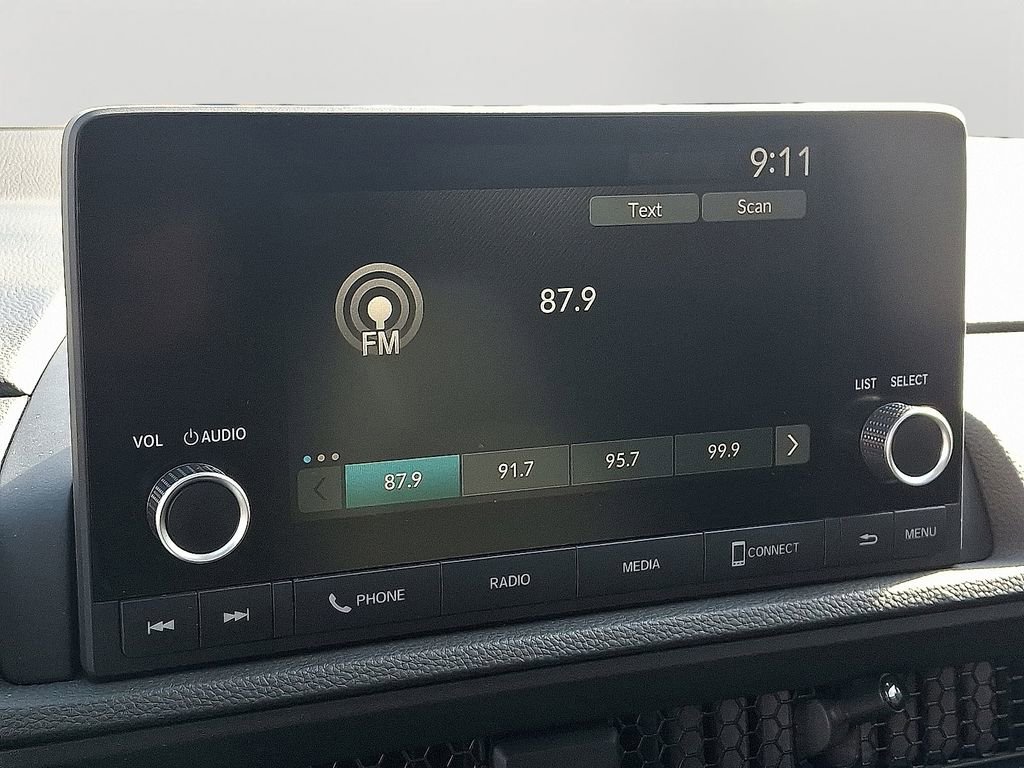 9:11
Text Scan
87.9
FM
LIST SELECT
VOL AUDIO
87.9 91.7 95.7 99.9
PHONE RADIO MEDIA CONNECT MENU